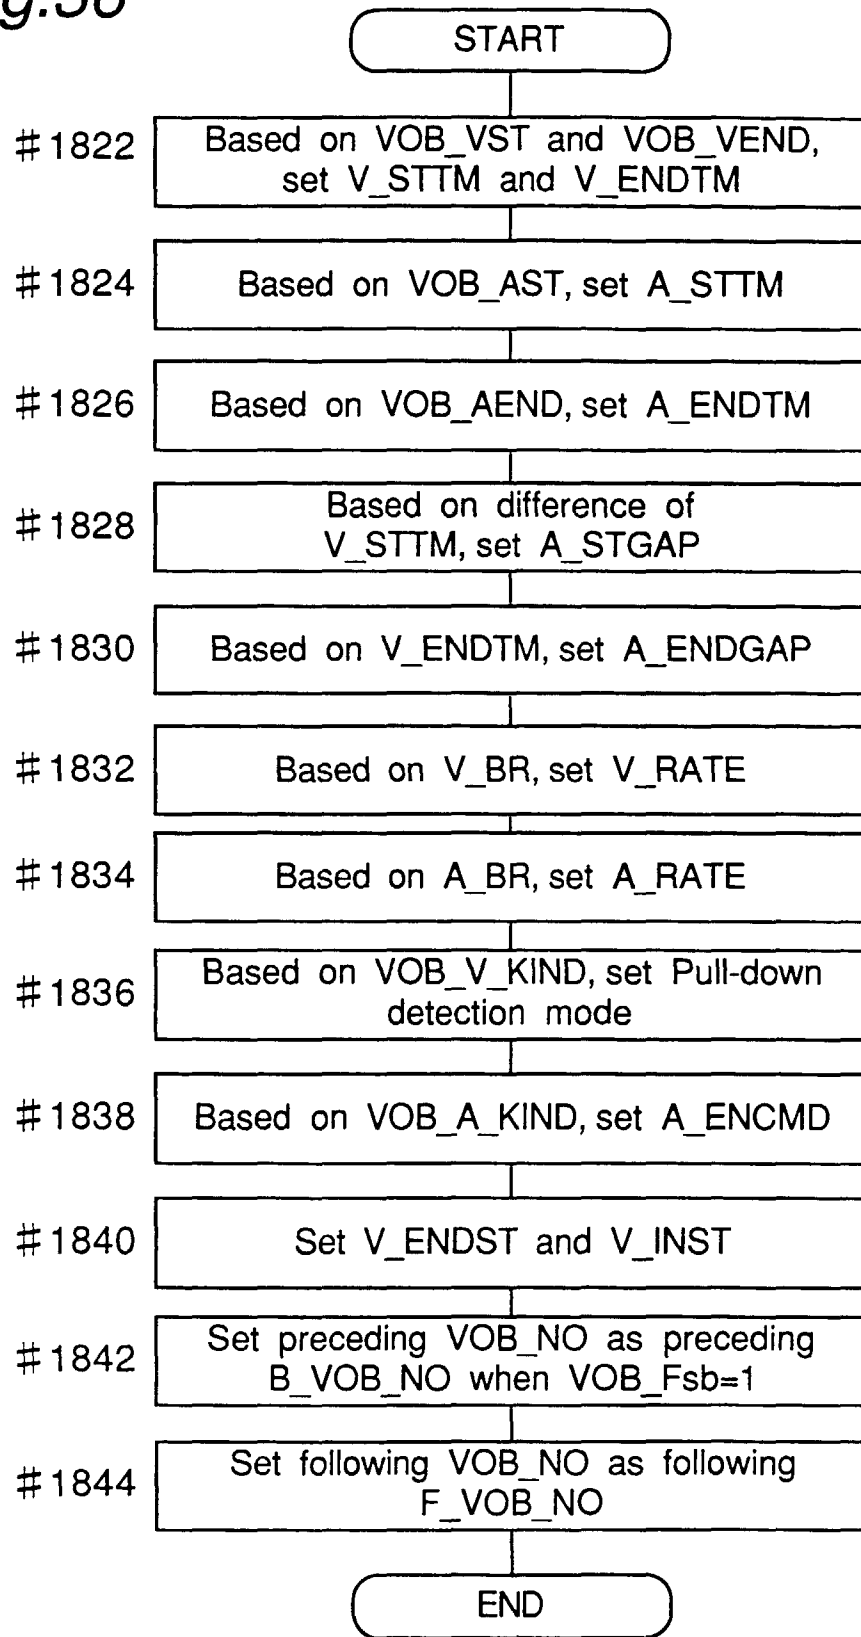 g.56
START
#1822
Based on VOB_VST and VOB_VEND,
set V_STTM and V_ENDTM
#1824
Based on VOB_AST, set A_STTM
#1826
Based on VOB_AEND, set A_ENDTM
#1828
Based on difference of
V_STTM, set A_STGAP
#1830
Based on V_ENDTM, set A_ENDGAP
#1832
Based on V_BR, set V_RATE
#1834
Based on A_BR, set A_RATE
#1836
Based on VOB_V_KIND, set Pull-down
detection mode
#1838
Based on VOB_A_KIND, set A_ENCMD
#1840
Set V_ENDST and V_INST
#1842
Set preceding VOB_NO as preceding
B_VOB_NO when VOB_Fsb=1
#1844
Set following VOB_NO as following
F_VOB_NO
END